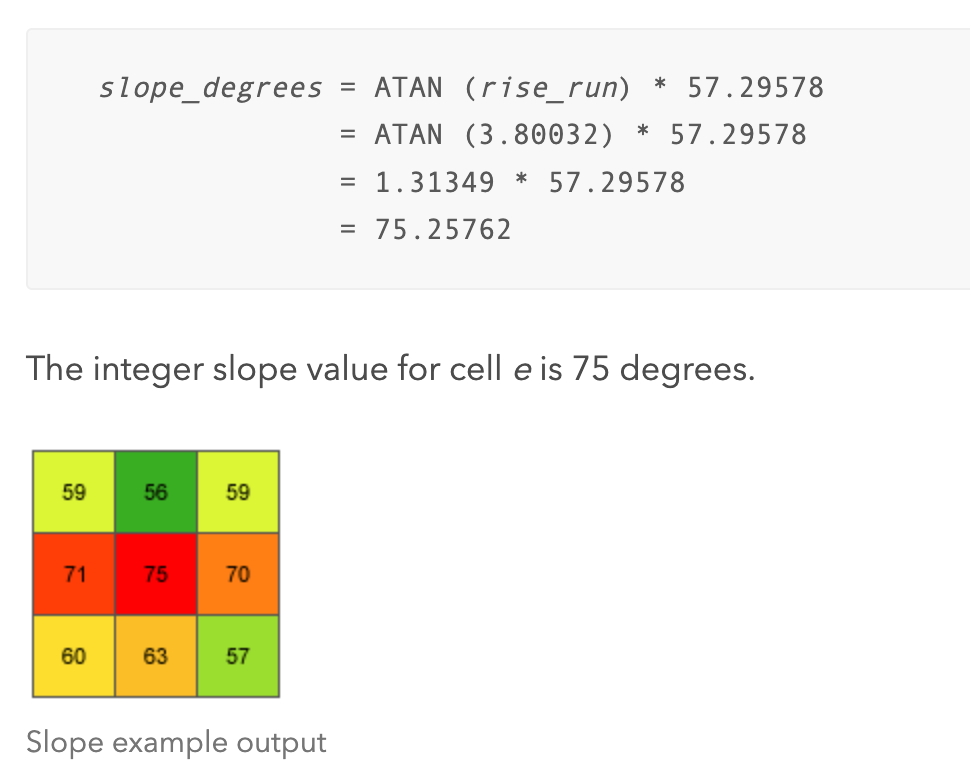 slope_degrees = ATAN (rise_run) * 57.29578
= ATAN (3.80032) * 57.29578
= 1.31349 * 57.29578
= 75.25762
The integer slope value for cell e is 75 degrees.
59 56 59
71 75 70
60 63 57
Slope example output